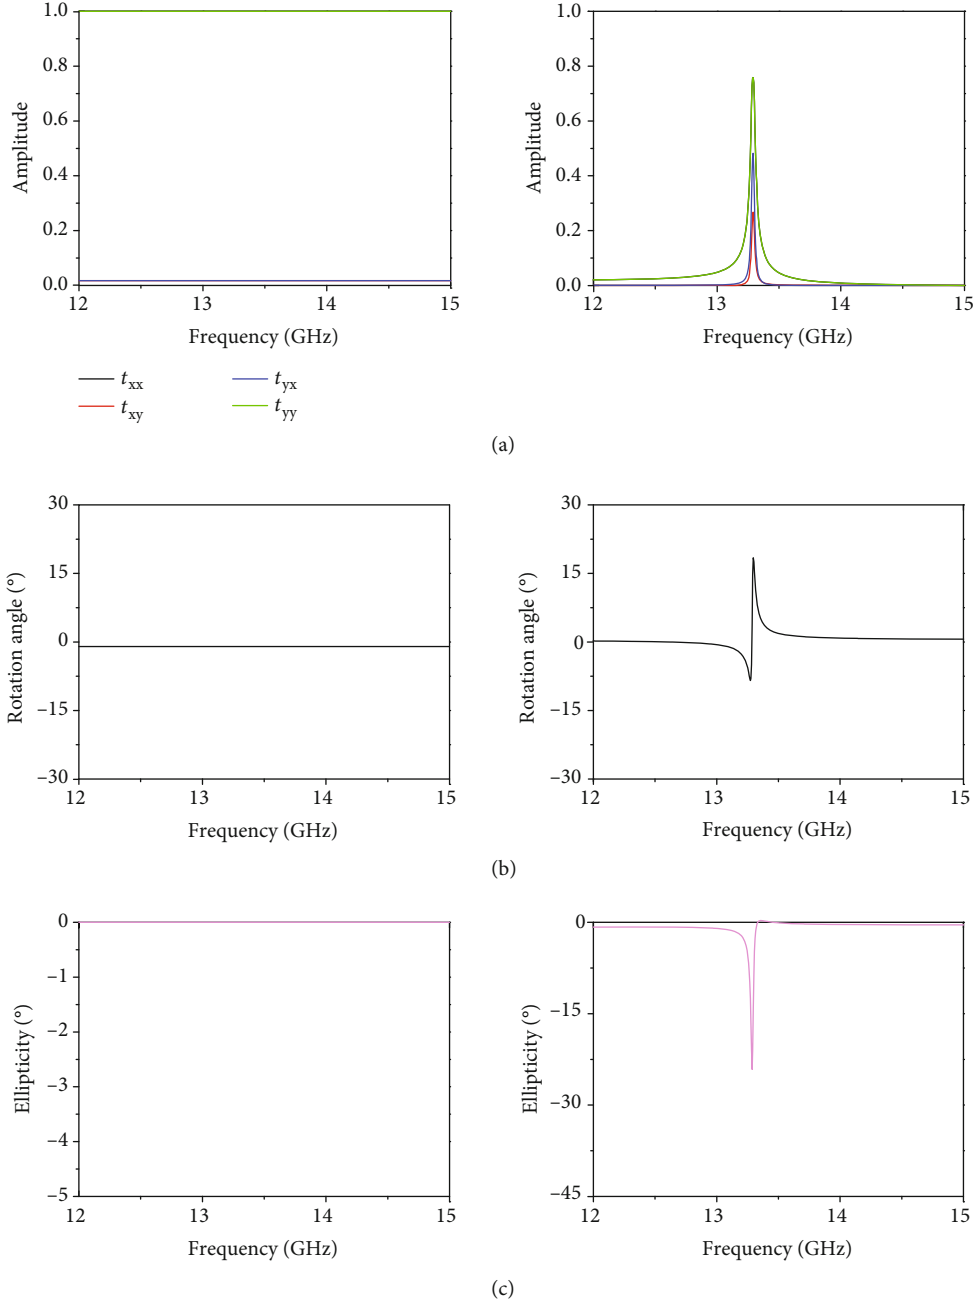 1.0
0.8
0.6
0.4
0.2
0.0
Amplitude
12 13 14 15
Frequency (GHz)
1.0
0.8
0.6
0.4
0.2
0.0
Amplitude
12 13 14 15
Frequency (GHz)
txx tyx
txy tyy
(a)
30
15
0
−15
−30
Rotation angle (°)
12 13 14 15
Frequency (GHz)
30
15
0
−15
−30
Rotation angle (°)
12 13 14 15
Frequency (GHz)
(b)
0
−1
−2
−3
−4
−5
Ellipticity (°)
12 13 14 15
Frequency (GHz)
0
−15
−30
−45
Ellipticity (°)
12 13 14 15
Frequency (GHz)
(c)